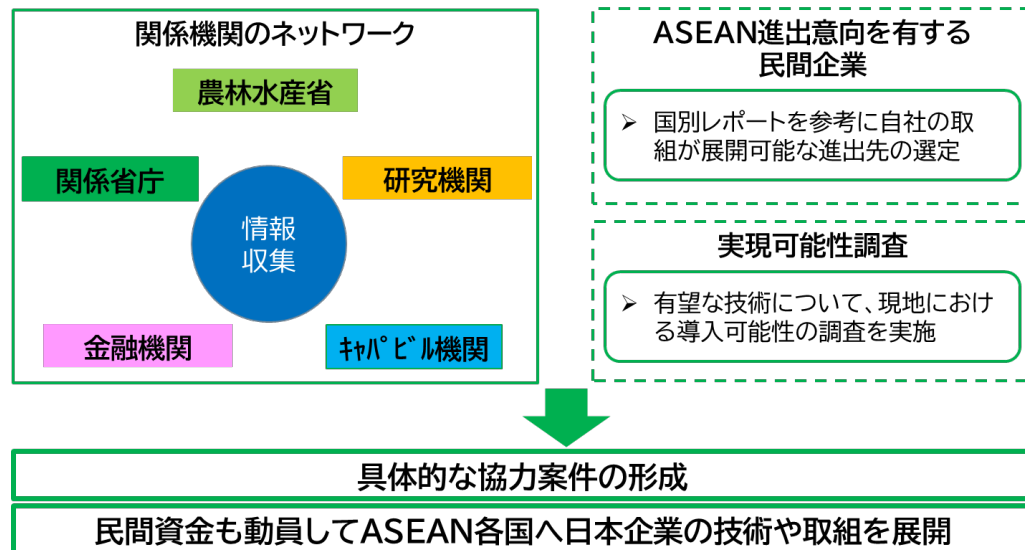 関係機関のネットワーク
農林水産省
関係省庁
研究機関
情報
収集
金融機関
ｷｬﾊﾟﾋﾞﾙ機関
ASEAN進出意向を有する
民間企業
➢ 国別レポートを参考に自社の取
組が展開可能な進出先の選定
実現可能性調査
➢ 有望な技術について、現地におけ
る導入可能性の調査を実施
具体的な協力案件の形成
民間資金も動員してASEAN各国へ日本企業の技術や取組を展開